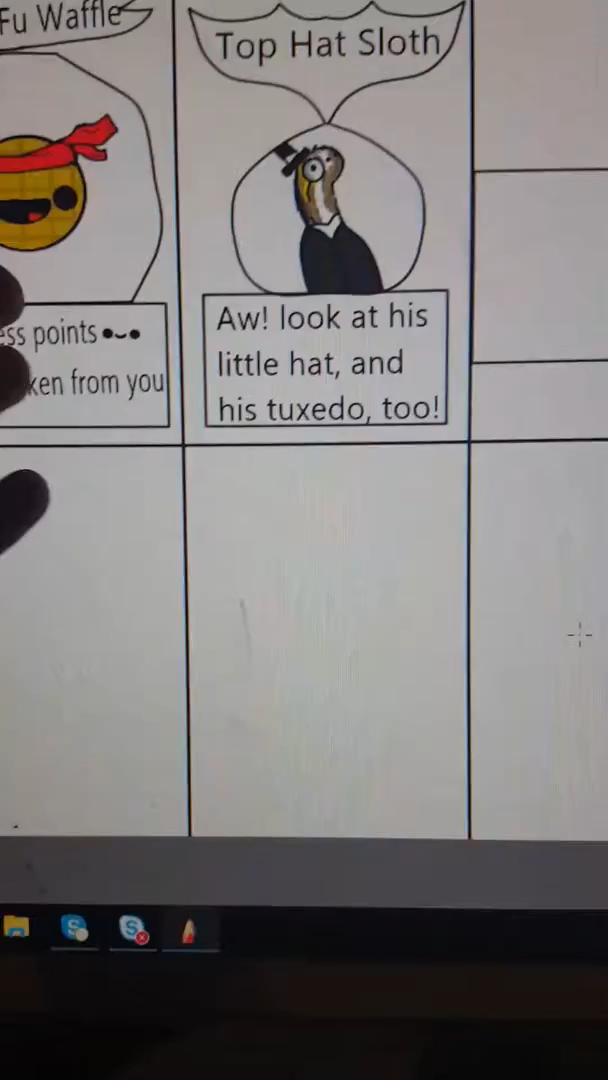 Fu Waffle
Top Hat Sloth
ess points
ken from you
Aw! look at his
little hat, and
his tuxedo, too!